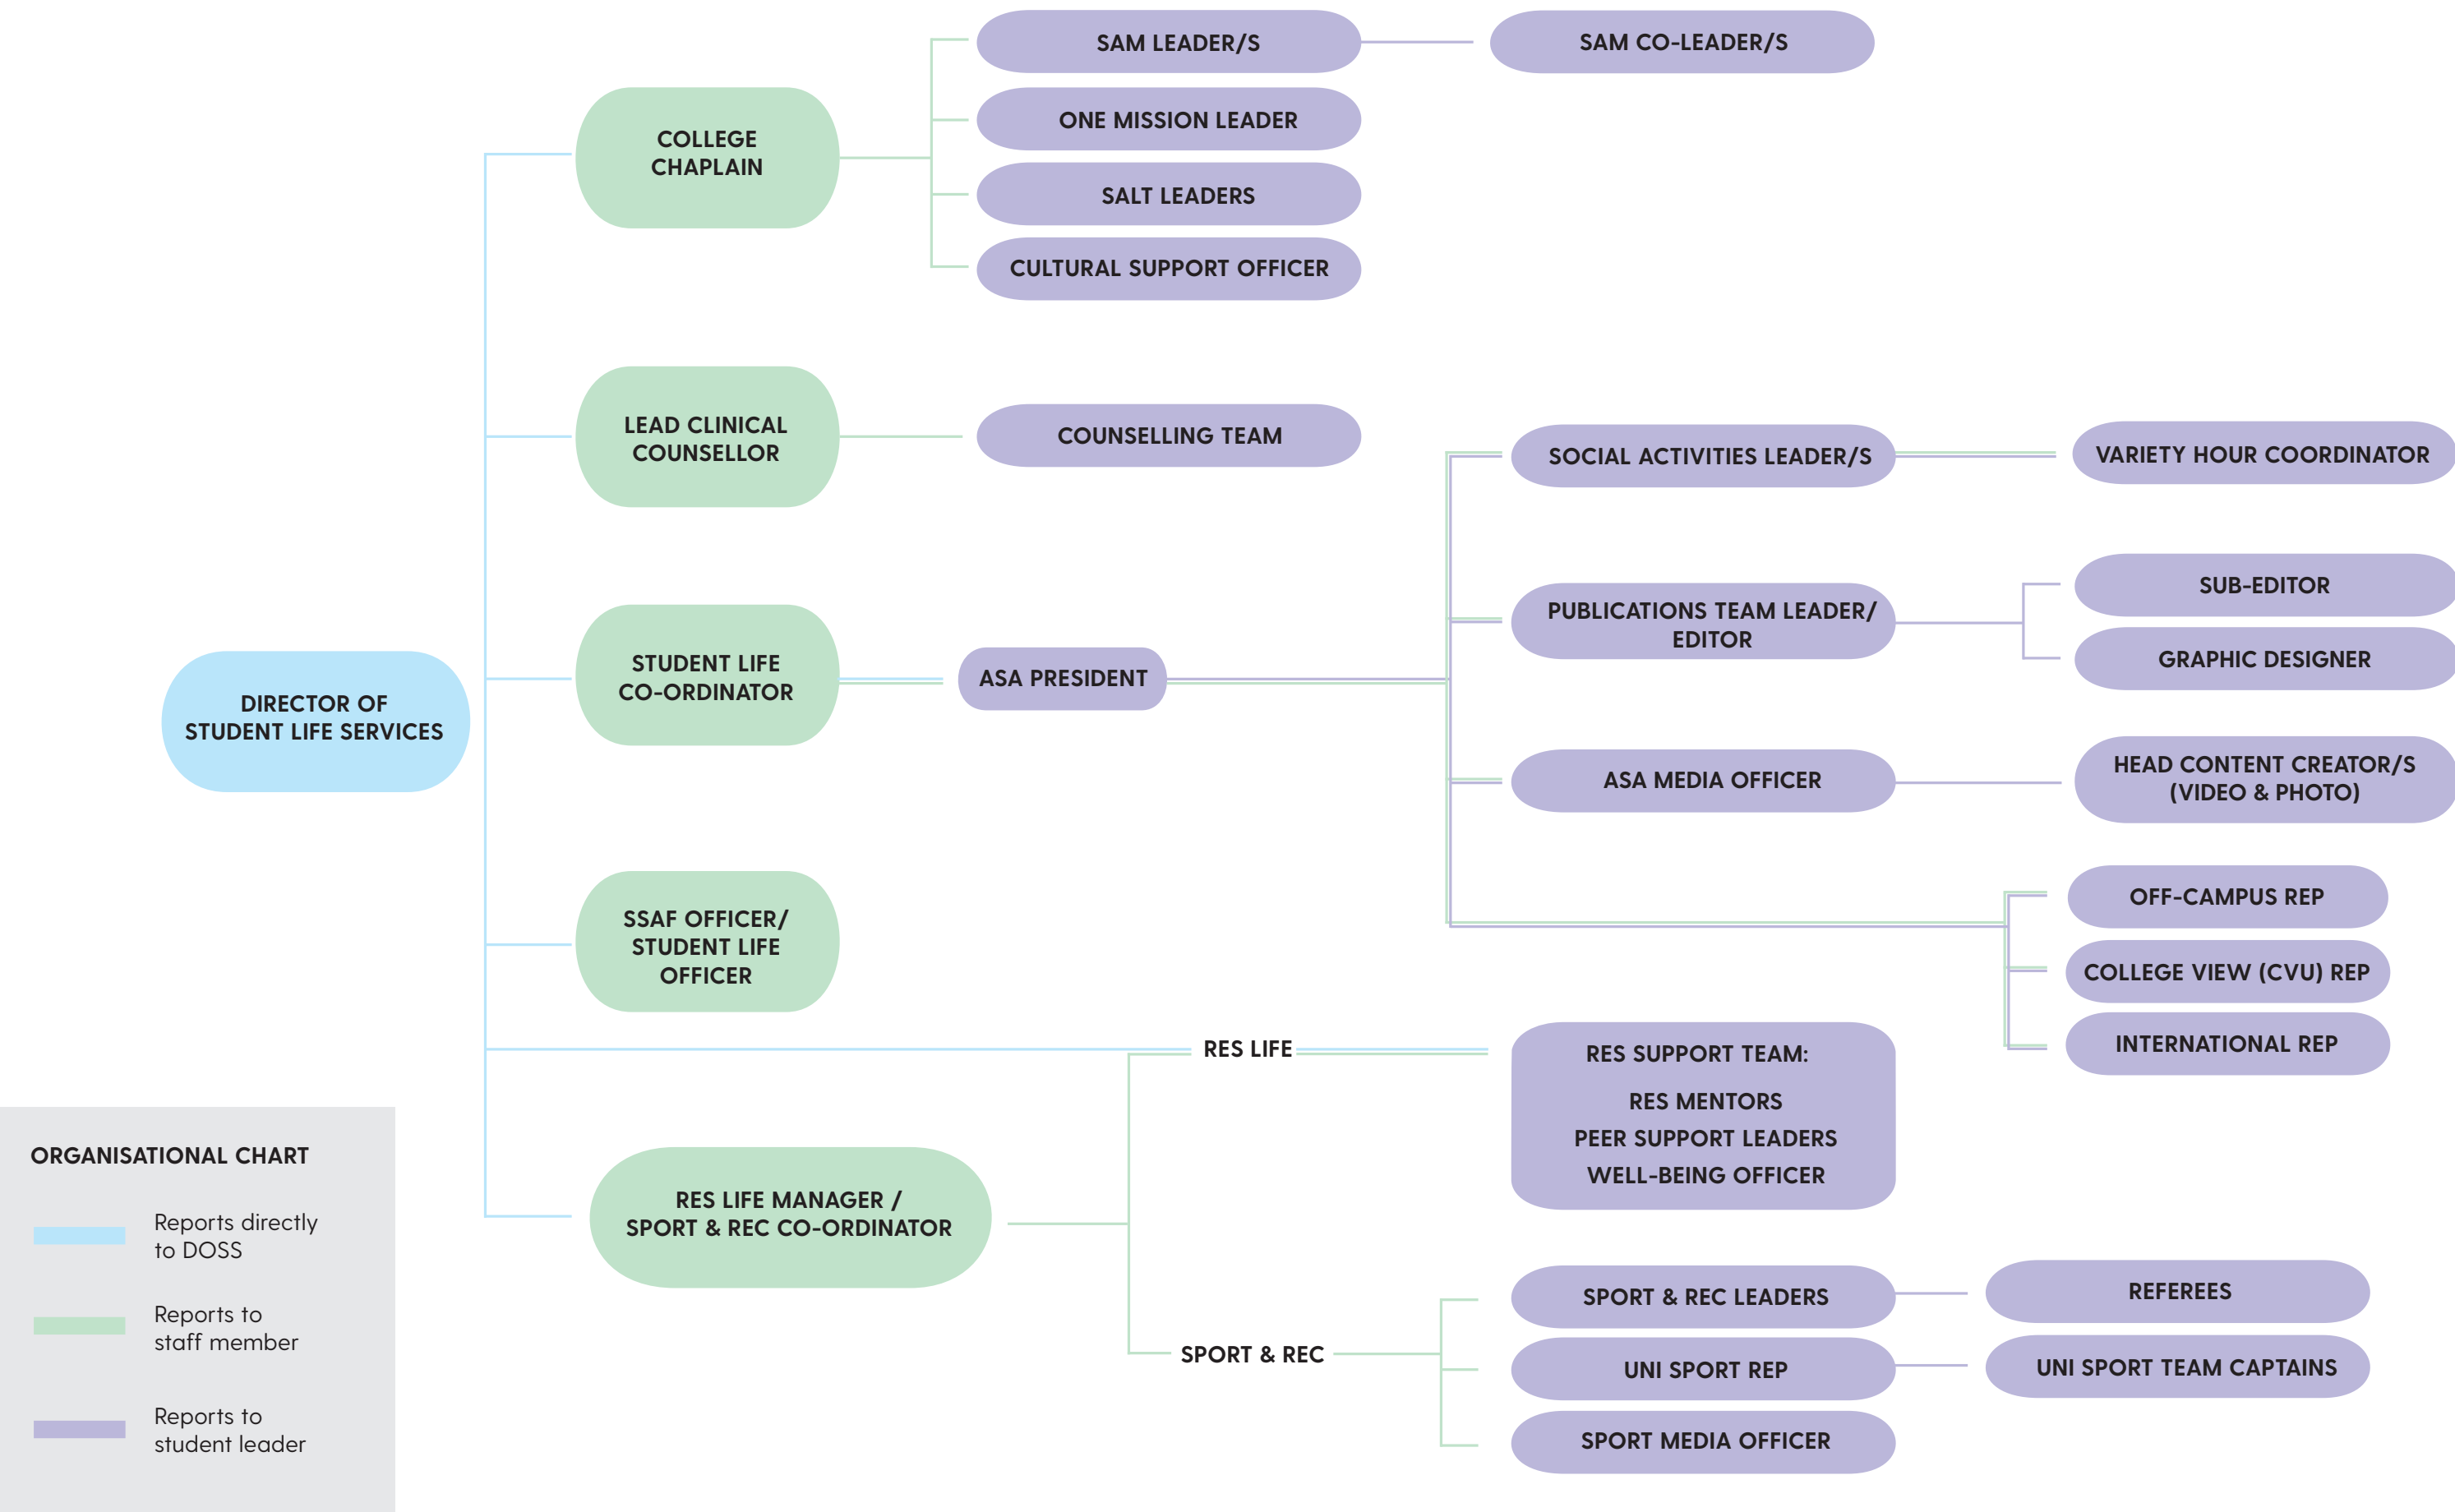 SAM LEADER/S
SAM CO-LEADER/S
COLLEGE
CHAPLAIN
ONE MISSION LEADER
SALT LEADERS
CULTURAL SUPPORT OFFICER
LEAD CLINICAL
COUNSELLOR
COUNSELLING TEAM
SOCIAL ACTIVITIES LEADER/S
VARIETY HOUR COORDINATOR
PUBLICATIONS TEAM LEADER/
EDITOR
SUB-EDITOR
GRAPHIC DESIGNER
DIRECTOR OF
STUDENT LIFE SERVICES
STUDENT LIFE
CO-ORDINATOR
ASA PRESIDENT
ASA MEDIA OFFICER
HEAD CONTENT CREATOR/S
(VIDEO & PHOTO)
SSAF OFFICER/
STUDENT LIFE
OFFICER
OFF-CAMPUS REP
COLLEGE VIEW (CVU) REP
INTERNATIONAL REP
RES LIFE
RES SUPPORT TEAM:
RES MENTORS
PEER SUPPORT LEADERS
WELL-BEING OFFICER
RES LIFE MANAGER /
SPORT & REC CO-ORDINATOR
SPORT & REC
SPORT & REC LEADERS
REFEREES
UNI SPORT REP
UNI SPORT TEAM CAPTAINS
SPORT MEDIA OFFICER
ORGANISATIONAL CHART
Reports directly
to DOSS
Reports to
staff member
Reports to
student leader